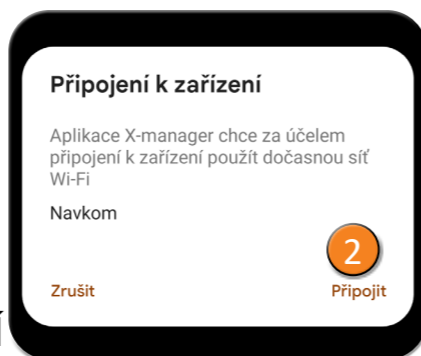 Připojení k zařízení
Aplikace X-manager chce za účelem
připojení k zařízení použít dočasnou síť
Wi-Fi
Navkom
2
Zrušit
Připojit
í